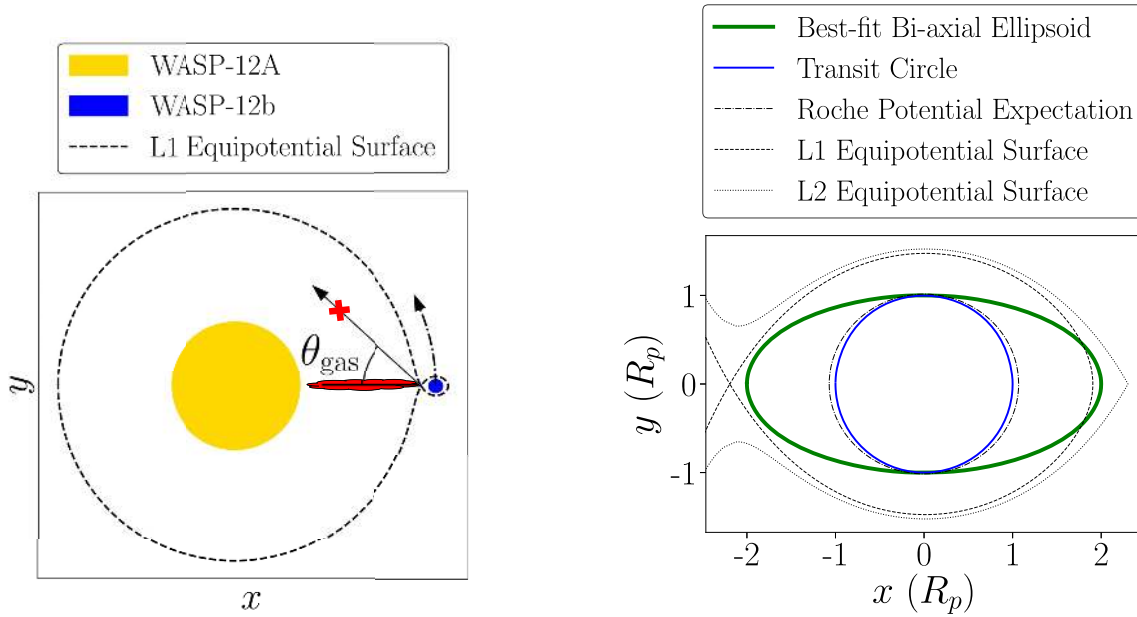 WASP-12A
WASP-12b
L1 Equipotential Surface
θgas
y
x
Best-fit Bi-axial Ellipsoid
Transit Circle
Roche Potential Expectation
L1 Equipotential Surface
L2 Equipotential Surface
1
0
-1
y (Rp)
-2 -1 0 1 2
x (Rp)